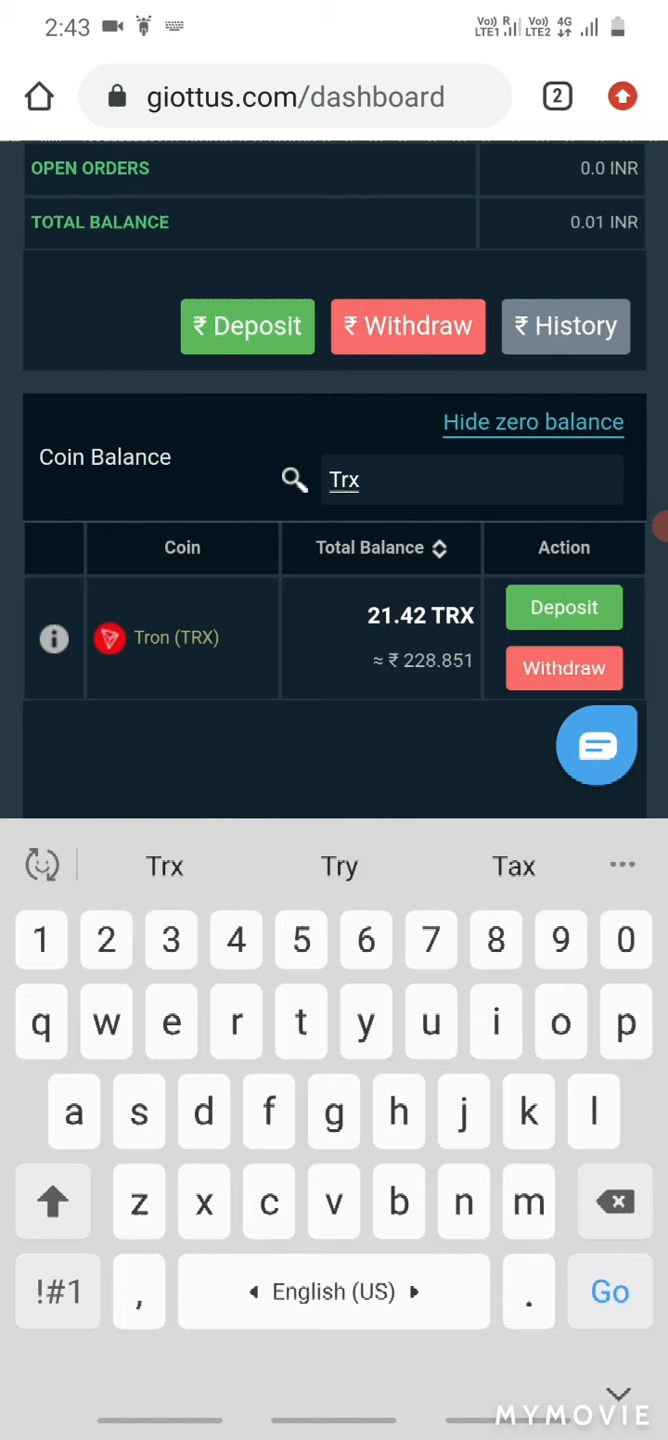 2:43 Vo)) R LTE1 Vo)) LTE2 4G
giottus.com/dashboard 2
OPEN ORDERS 0.0 INR
TOTAL BALANCE 0.01 INR
₹ Deposit ₹ Withdraw ₹ History
Hide zero balance
Coin Balance Trx
Coin Total Balance Action
Tron (TRX) 21.42 TRX Deposit
≈ ₹ 228.851 Withdraw
Trx Try Tax
1 2 3 4 5 6 7 8 9 0
q w e r t y u i o p
a s d f g h j k l
z x c v b n m
!#1 , English (US) . Go
MYMOVIE